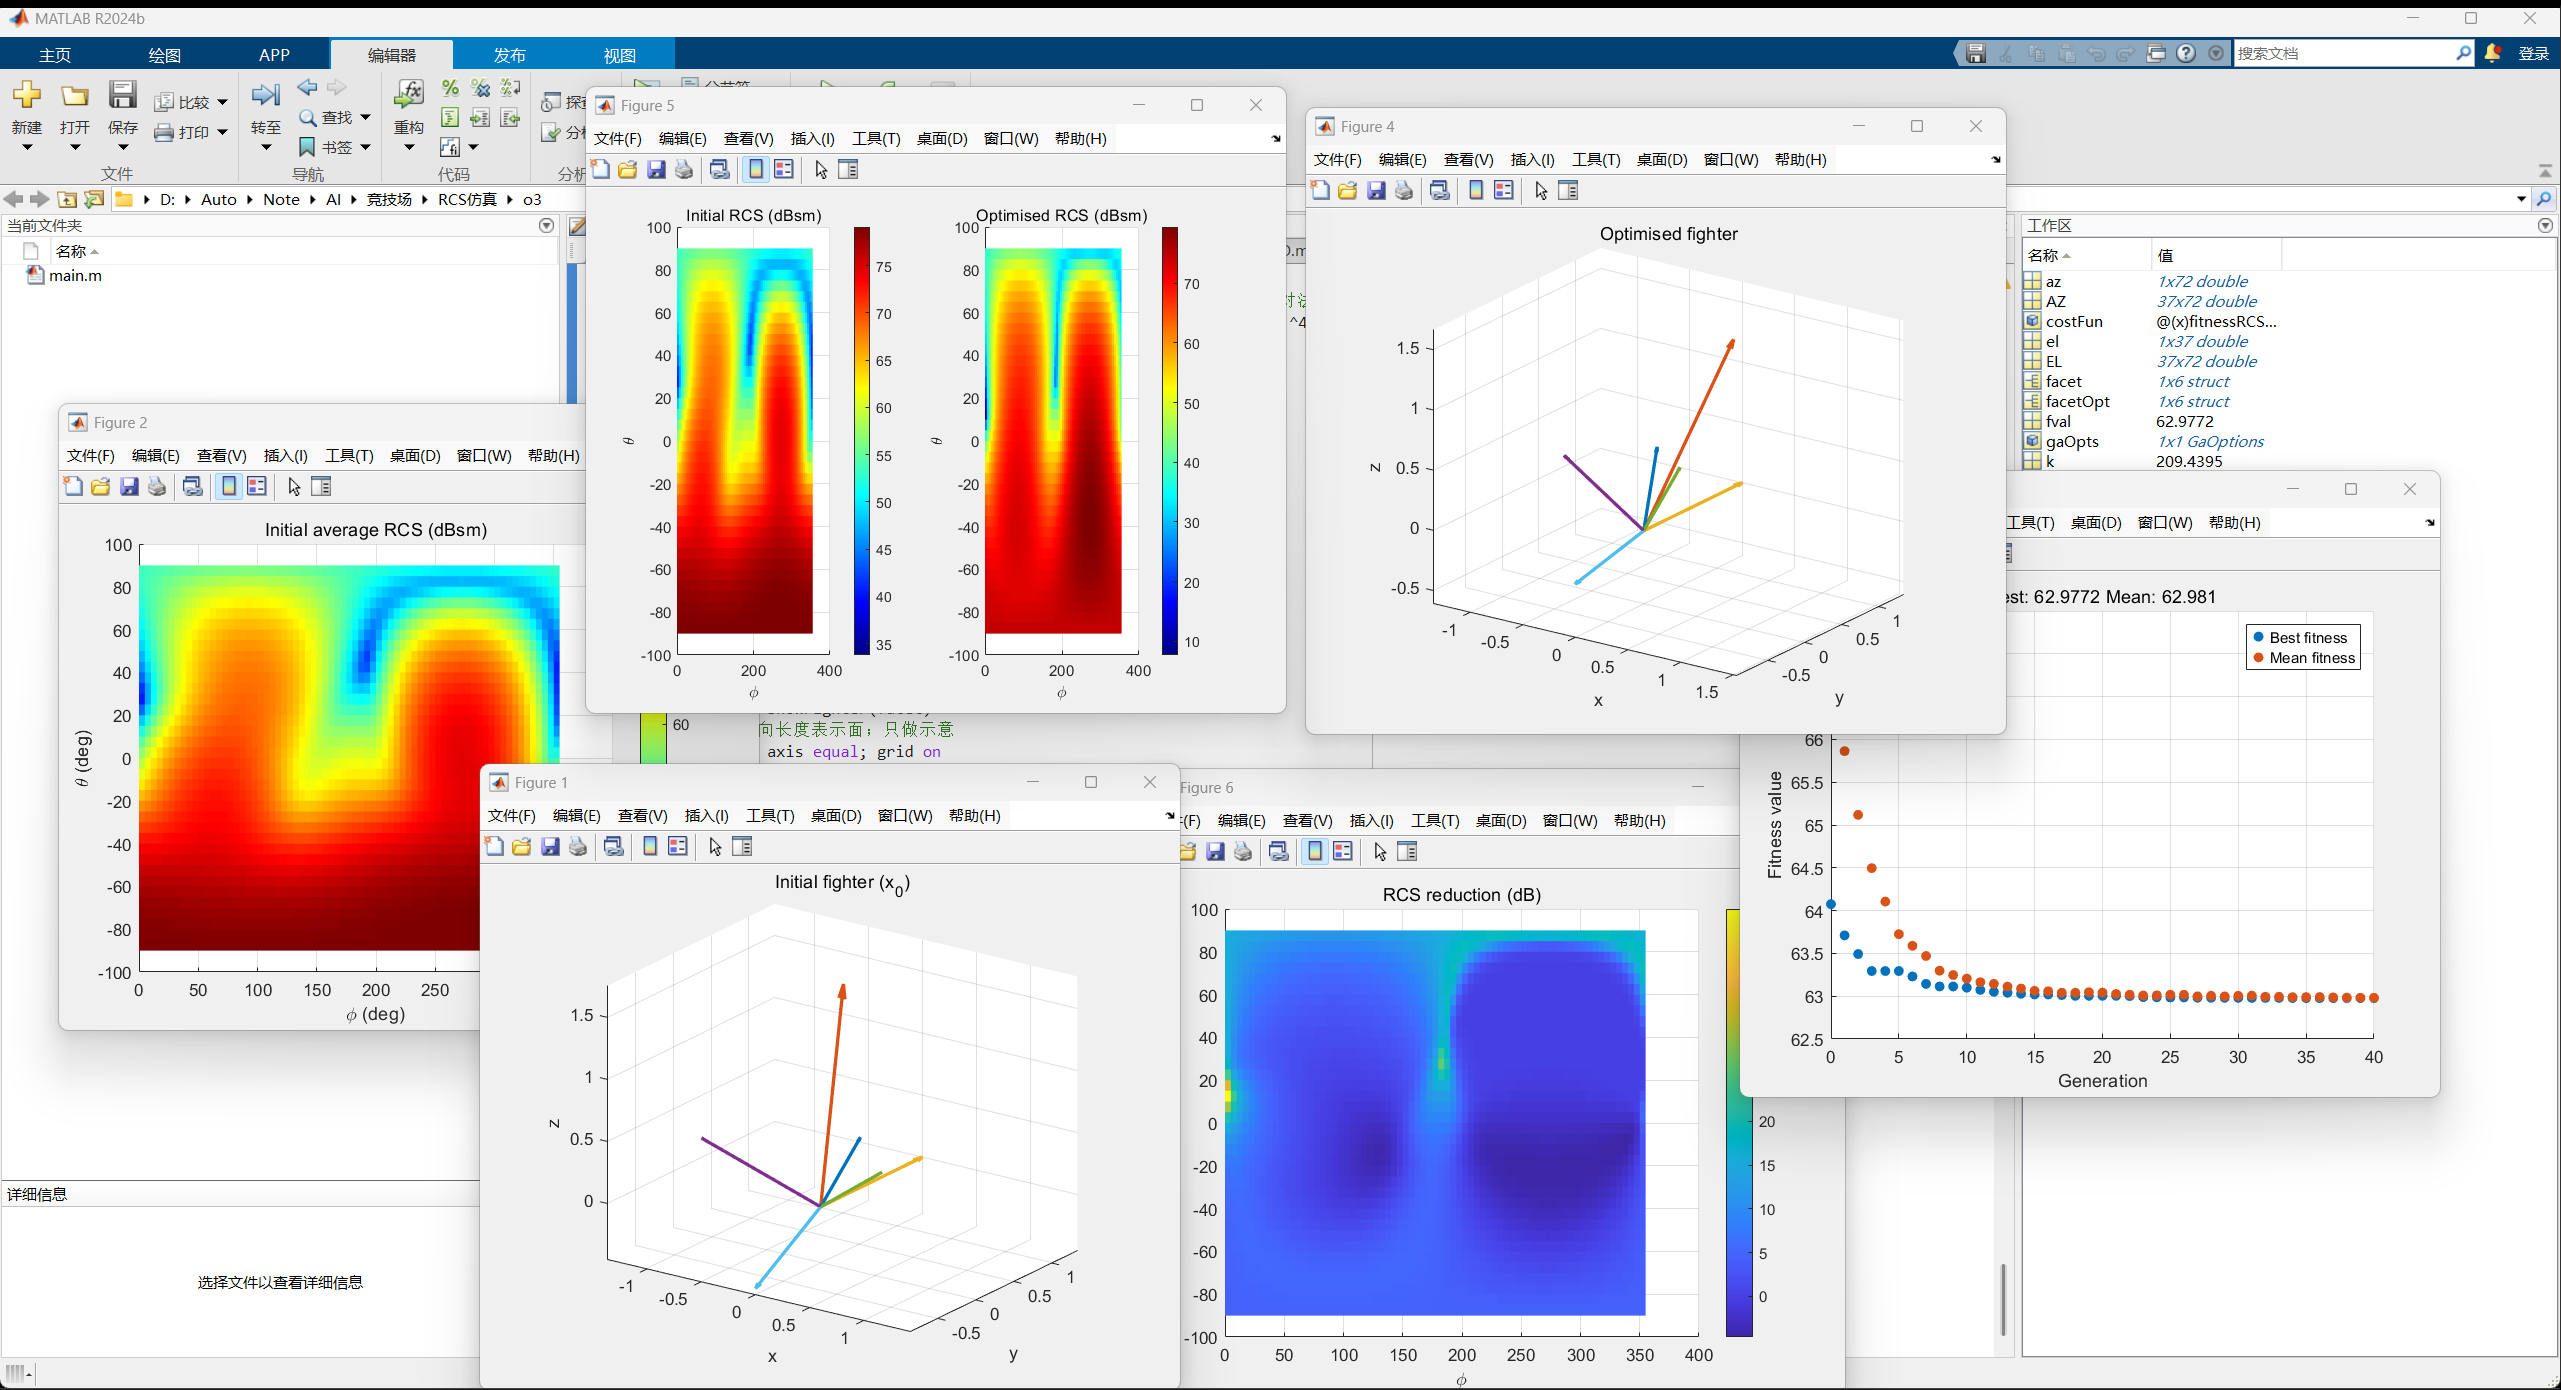 MATLAB R2024b
主页
绘图
APP
编辑器
发布
视图
搜索文档
登录
新建
打开
保存
比较
打印
文件
转至
查找
书签
导航
重构
代码
分析
D: Auto Note AI 竞技场 RCS仿真 o3
当前文件夹
名称
main.m
详细信息
选择文件以查看详细信息
工作区
名称 值
az 1x72 double
AZ 37x72 double
costFun @(x)fitnessRCS...
el 1x37 double
EL 37x72 double
facet 1x6 struct
facetOpt 1x6 struct
fval 62.9772
gaOpts 1x1 GaOptions
k 209.4395
Figure 5
文件(F) 编辑(E) 查看(V) 插入(I) 工具(T) 桌面(D) 窗口(W) 帮助(H)
Initial RCS (dBsm)
100
80
60
40
20
0
-20
-40
-60
-80
-100
0 200 400
θ
ϕ
75
70
65
60
55
50
45
40
35
Optimised RCS (dBsm)
100
80
60
40
20
0
-20
-40
-60
-80
-100
0 200 400
θ
ϕ
70
60
50
40
30
20
10
Figure 4
文件(F) 编辑(E) 查看(V) 插入(I) 工具(T) 桌面(D) 窗口(W) 帮助(H)
Optimised fighter
1.5
1
0.5
0
-0.5
z
-1 -0.5 0 0.5 1 1.5
x
-0.5 0 0.5 1
y
Figure 2
文件(F) 编辑(E) 查看(V) 插入(I) 工具(T) 桌面(D) 窗口(W) 帮助(H)
Initial average RCS (dBsm)
100
80
60
40
20
0
-20
-40
-60
-80
-100
θ (deg)
0 50 100 150 200 250
ϕ (deg)
60
向长度表示面；只做示意
axis equal; grid on
Figure 1
文件(F) 编辑(E) 查看(V) 插入(I) 工具(T) 桌面(D) 窗口(W) 帮助(H)
Initial fighter (x0)
1.5
1
0.5
0
z
-1 -0.5 0 0.5 1
x
-0.5 0 0.5 1
y
Figure 6
(F) 编辑(E) 查看(V) 插入(I) 工具(T) 桌面(D) 窗口(W) 帮助(H)
RCS reduction (dB)
100
80
60
40
20
0
-20
-40
-60
-80
-100
0 50 100 150 200 250 300 350 400
ϕ
20
15
10
5
0
工具(T) 桌面(D) 窗口(W) 帮助(H)
est: 62.9772 Mean: 62.981
Best fitness
Mean fitness
66
65.5
65
64.5
64
63.5
63
62.5
Fitness value
0 5 10 15 20 25 30 35 40
Generation